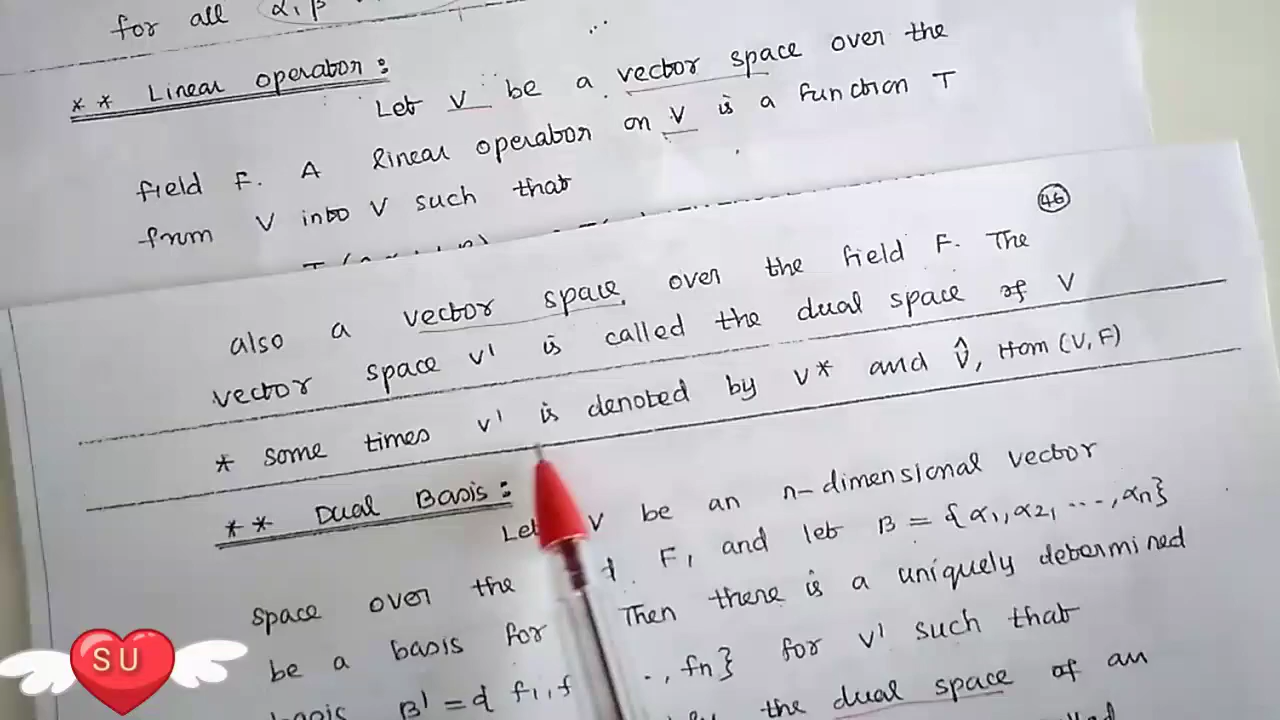 for all α, β
** Linear operator:
Let V be a vector space over the
field F. A linear operator on V is a function T
from V into V such that
46
also a vector space over the field F. The
vector space V' is called the dual space of V
* some times V' is denoted by V* and V̂, Hom (V, F)
** Dual Basis:
Let V be an n-dimensional vector
space over the F, and let B = {α1, α2, ..., αn}
be a basis for Then there is a uniquely determined
basis B' = { f1, f ., fn} for V' such that
the dual space of an
SU